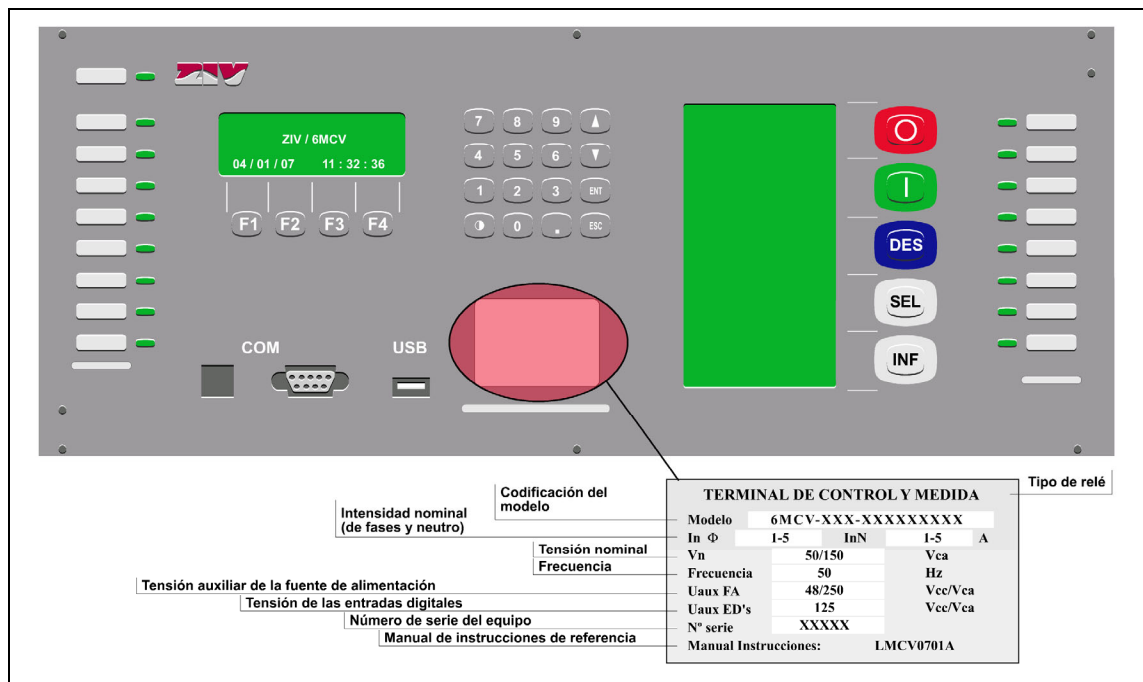 ZIV
ZIV / 6MCV
04 / 01 / 07 11 : 32 : 36
F1 F2 F3 F4
7 8 9
4 5 6
1 2 3 ENT
0 . ESC
DES
SEL
INF
COM
USB
Tipo de relé
Codificación del
modelo
Intensidad nominal
(de fases y neutro)
Tensión nominal
Frecuencia
Tensión auxiliar de la fuente de alimentación
Tensión de las entradas digitales
Número de serie del equipo
Manual de instrucciones de referencia
TERMINAL DE CONTROL Y MEDIDA
Modelo 6MCV-XXX-XXXXXXXXX
In Φ 1-5 InN 1-5 A
Vn 50/150 Vca
Frecuencia 50 Hz
Uaux FA 48/250 Vcc/Vca
Uaux ED's 125 Vcc/Vca
Nº serie XXXXX
Manual Instrucciones: LMCV0701A